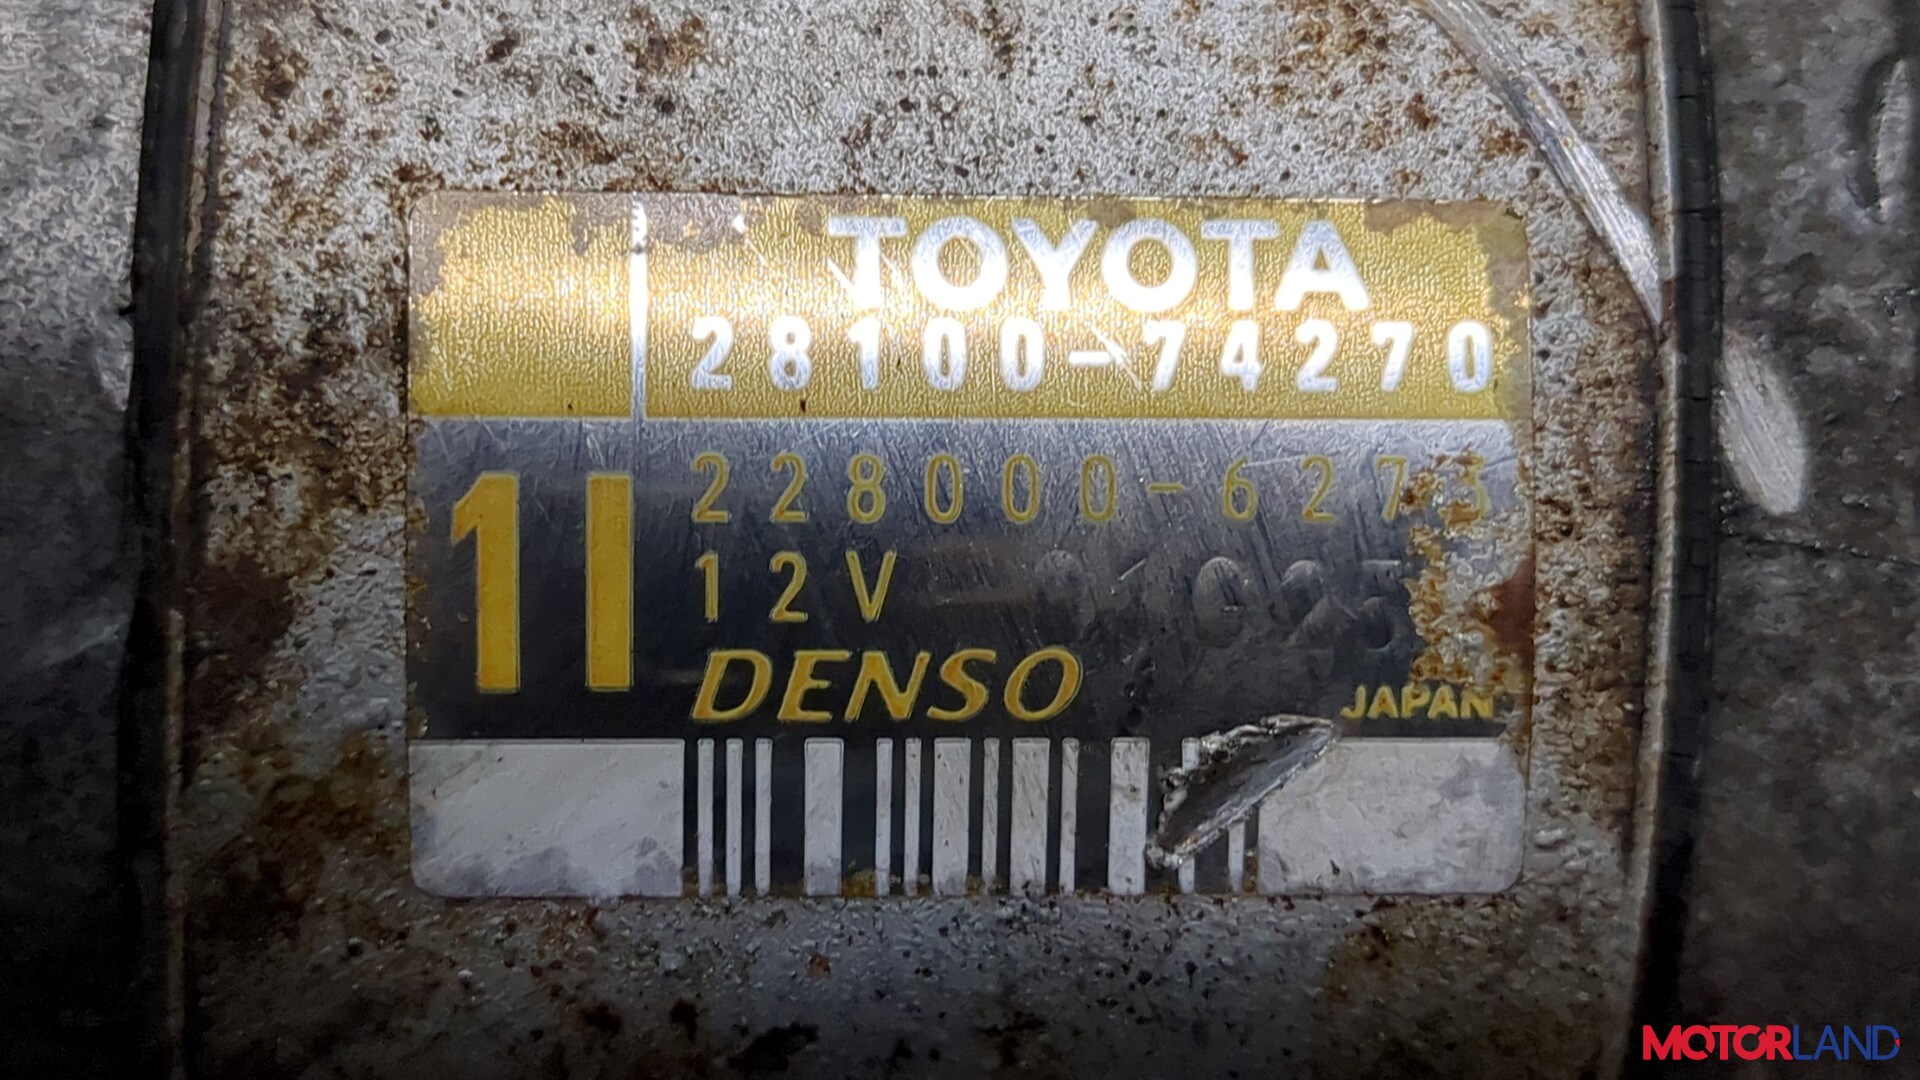 TOYOTA
28100-74270
11
228000-6273
12V
DENSO
JAPAN
MOTORLAND